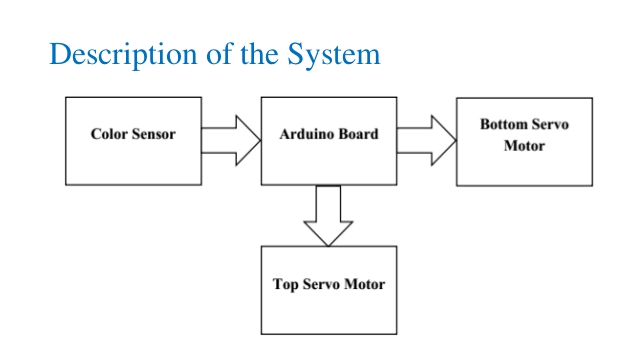 Description of the System
Color Sensor
Arduino Board
Bottom Servo
Motor
Top Servo Motor